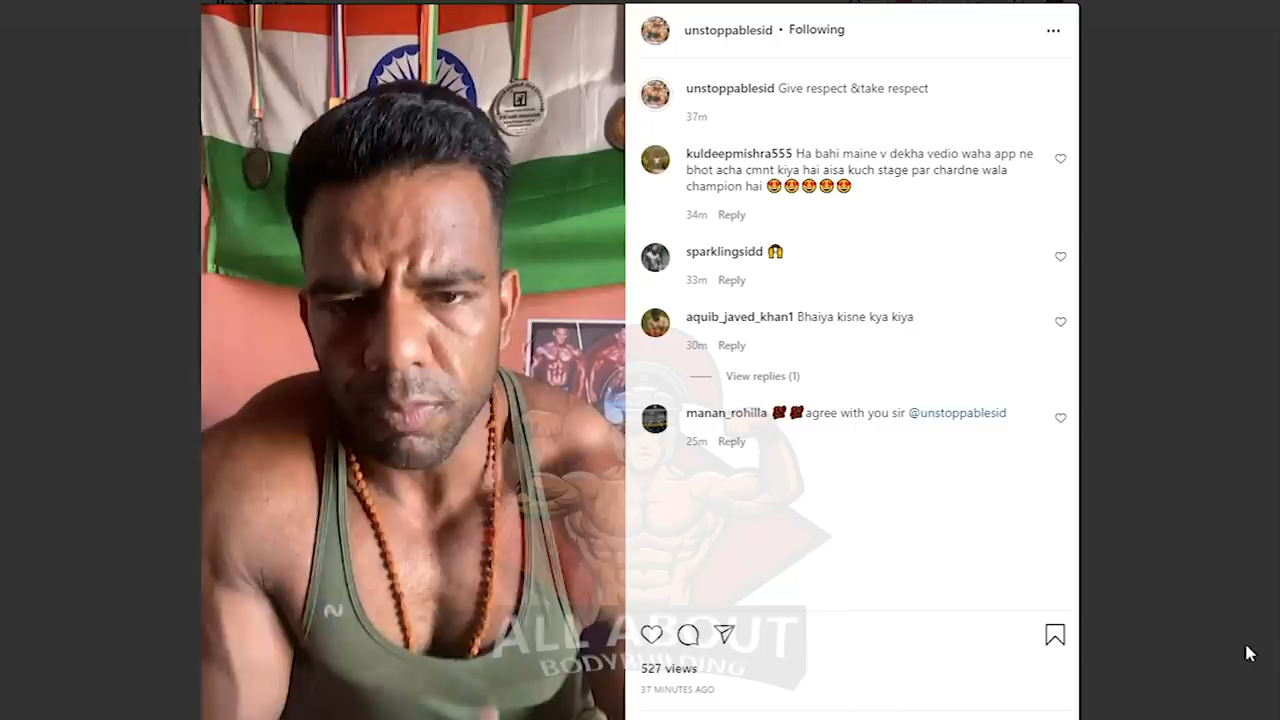 unstoppablesid • Following
unstoppablesid Give respect &take respect
37m
kuldeepmishra555 Ha bahi maine v dekha vedio waha app ne
bhot acha cmnt kiya hai aisa kuch stage par chardne wala
champion hai 🤩🤩🤩🤩🤩
34m Reply
sparklingsidd 🙌
33m Reply
aquib_javed_khan1 Bhaiya kisne kya kiya
30m Reply
View replies (1)
manan_rohilla 💯 💯 agree with you sir @unstoppablesid
25m Reply
ALL ABOUT
BODYBUILDING
527 views
37 MINUTES AGO